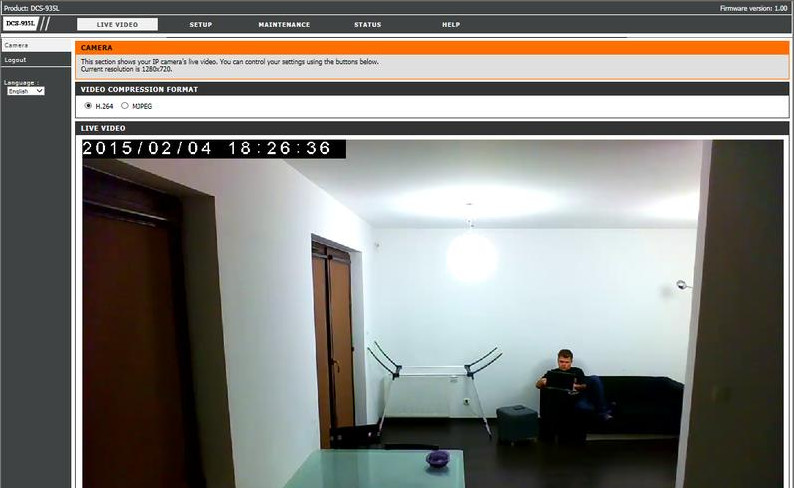 Product: DCS-935L
Firmware version: 1.00
DCS-935L
LIVE VIDEO
SETUP
MAINTENANCE
STATUS
HELP
Camera
Logout
Language :
English
CAMERA
This section shows your IP camera's live video. You can control your settings using the buttons below.
Current resolution is 1280x720.
VIDEO COMPRESSION FORMAT
H.264
MJPEG
LIVE VIDEO
2015/02/04 18:26:36